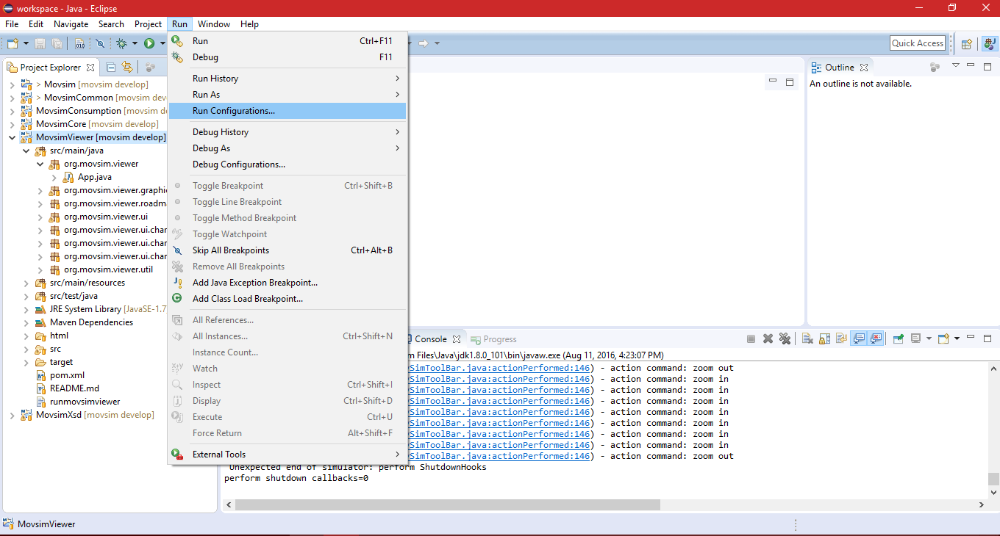 workspace - Java - Eclipse
File Edit Navigate Search Project Run Window Help
Quick Access
Project Explorer
> Movsim [movsim develop]
> MovsimCommon [movsim dev
MovsimConsumption [movsim d
MovsimCore [movsim develop]
MovsimViewer [movsim develop]
src/main/java
org.movsim.viewer
App.java
org.movsim.viewer.graphic
org.movsim.viewer.roadma
org.movsim.viewer.ui
org.movsim.viewer.ui.char
org.movsim.viewer.ui.char
org.movsim.viewer.ui.char
org.movsim.viewer.util
src/main/resources
src/test/java
JRE System Library [JavaSE-1.7
Maven Dependencies
html
src
target
pom.xml
README.md
runmovsimviewer
MovsimXsd [movsim develop]
Run Ctrl+F11
Debug F11
Run History
Run As
Run Configurations...
Debug History
Debug As
Debug Configurations...
Toggle Breakpoint Ctrl+Shift+B
Toggle Line Breakpoint
Toggle Method Breakpoint
Toggle Watchpoint
Skip All Breakpoints Ctrl+Alt+B
Remove All Breakpoints
Add Java Exception Breakpoint...
Add Class Load Breakpoint...
All References...
All Instances... Ctrl+Shift+N
Instance Count...
Watch
Inspect Ctrl+Shift+I
Display Ctrl+Shift+D
Execute Ctrl+U
Force Return Alt+Shift+F
External Tools
Outline
An outline is not available.
Console
Progress
m Files\Java\jdk1.8.0_101\bin\javaw.exe (Aug 11, 2016, 4:23:07 PM)
vSimToolBar.java:actionPerformed:146) - action command: zoom out
vSimToolBar.java:actionPerformed:146) - action command: zoom in
vSimToolBar.java:actionPerformed:146) - action command: zoom in
vSimToolBar.java:actionPerformed:146) - action command: zoom in
vSimToolBar.java:actionPerformed:146) - action command: zoom in
vSimToolBar.java:actionPerformed:146) - action command: zoom in
vSimToolBar.java:actionPerformed:146) - action command: zoom in
vSimToolBar.java:actionPerformed:146) - action command: zoom in
vSimToolBar.java:actionPerformed:146) - action command: zoom out
Unexpected end of simulator: perform ShutdownHooks
perform shutdown callbacks=0
MovsimViewer